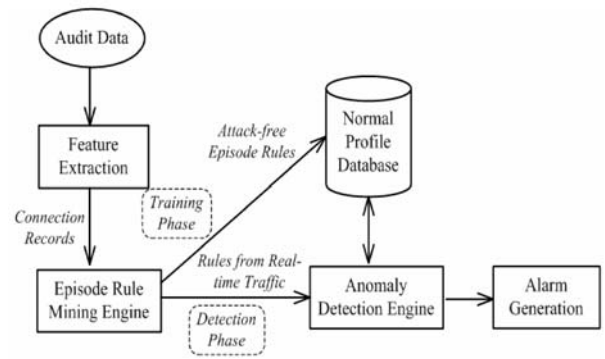 Audit Data
Feature
Extraction
Connection
Records
Episode Rule
Mining Engine
Training
Phase
Attack-free
Episode Rules
Normal
Profile
Database
Rules from Real-
time Traffic
Detection
Phase
Anomaly
Detection Engine
Alarm
Generation